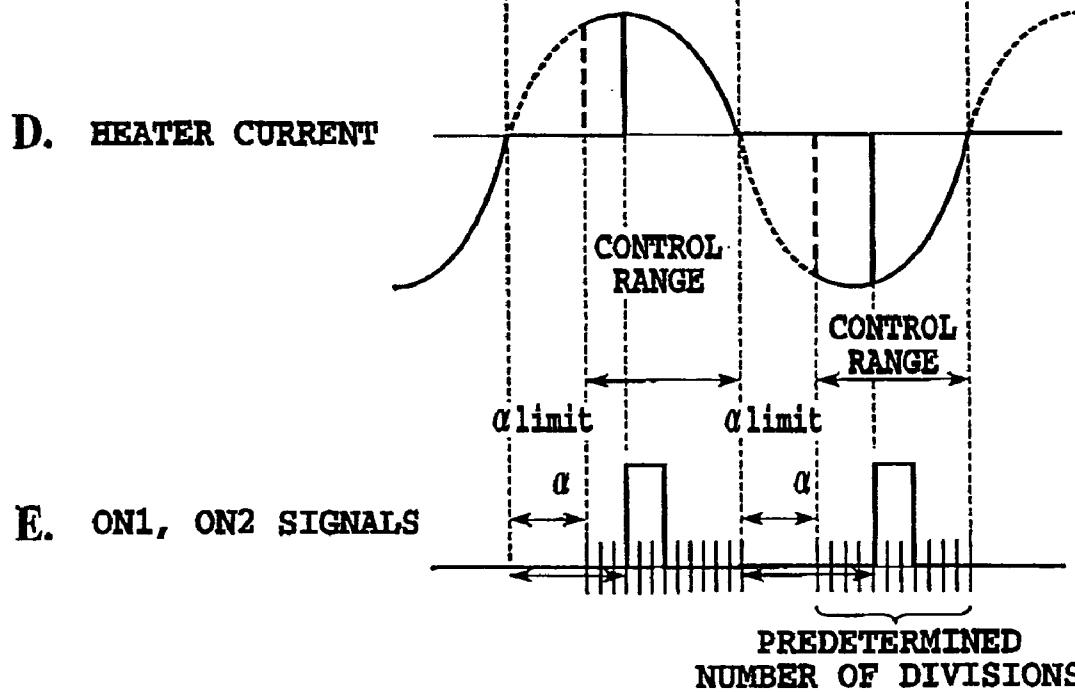 D. HEATER CURRENT
CONTROL
RANGE
CONTROL
RANGE
α limit
α limit
α
α
E. ON1, ON2 SIGNALS
PREDETERMINED
NUMBER OF DIVISIONS